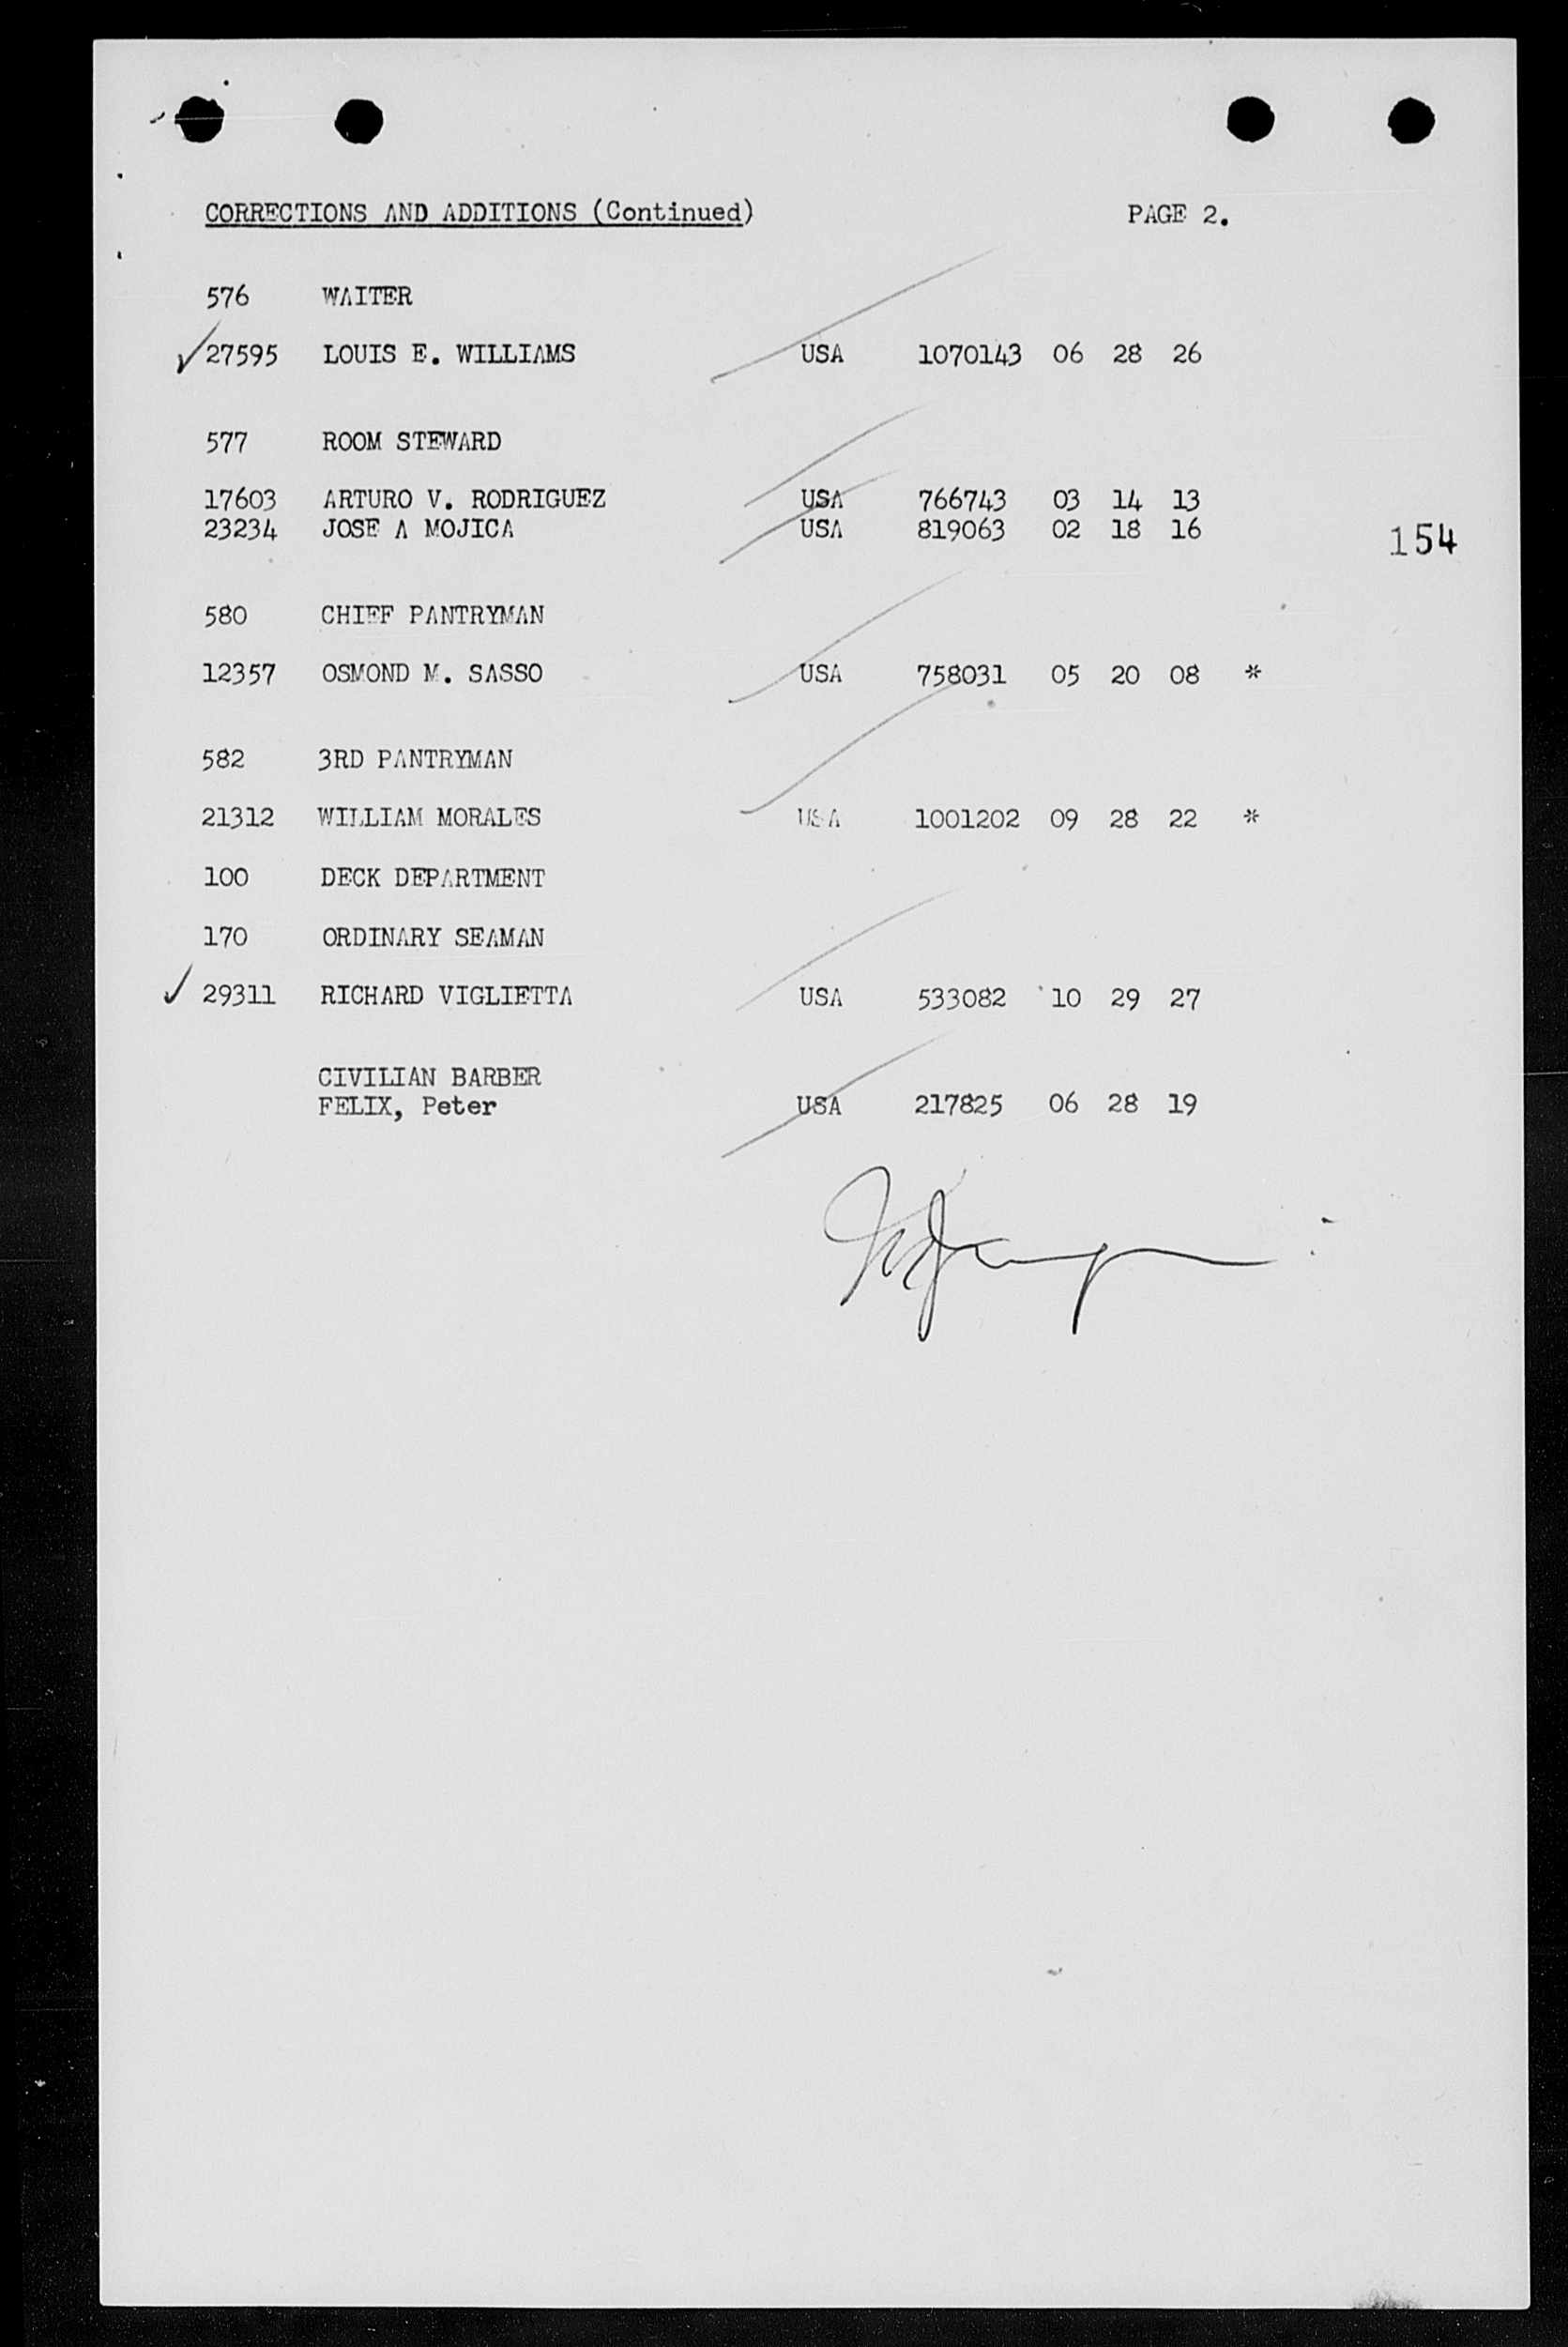 CORRECTIONS AND ADDITIONS (Continued) PAGE 2.
576 WAITER
27595 LOUIS E. WILLIAMS USA 1070143 06 28 26
577 ROOM STEWARD
17603 ARTURO V. RODRIGUEZ USA 766743 03 14 13
23234 JOSE A MOJICA USA 819063 02 18 16
154
580 CHIEF PANTRYMAN
12357 OSMOND M. SASSO USA 758031 05 20 08 *
582 3RD PANTRYMAN
21312 WILLIAM MORALES USA 1001202 09 28 22 *
100 DECK DEPARTMENT
170 ORDINARY SEAMAN
29311 RICHARD VIGLIETTA USA 533082 10 29 27
CIVILIAN BARBER
FELIX, Peter USA 217825 06 28 19